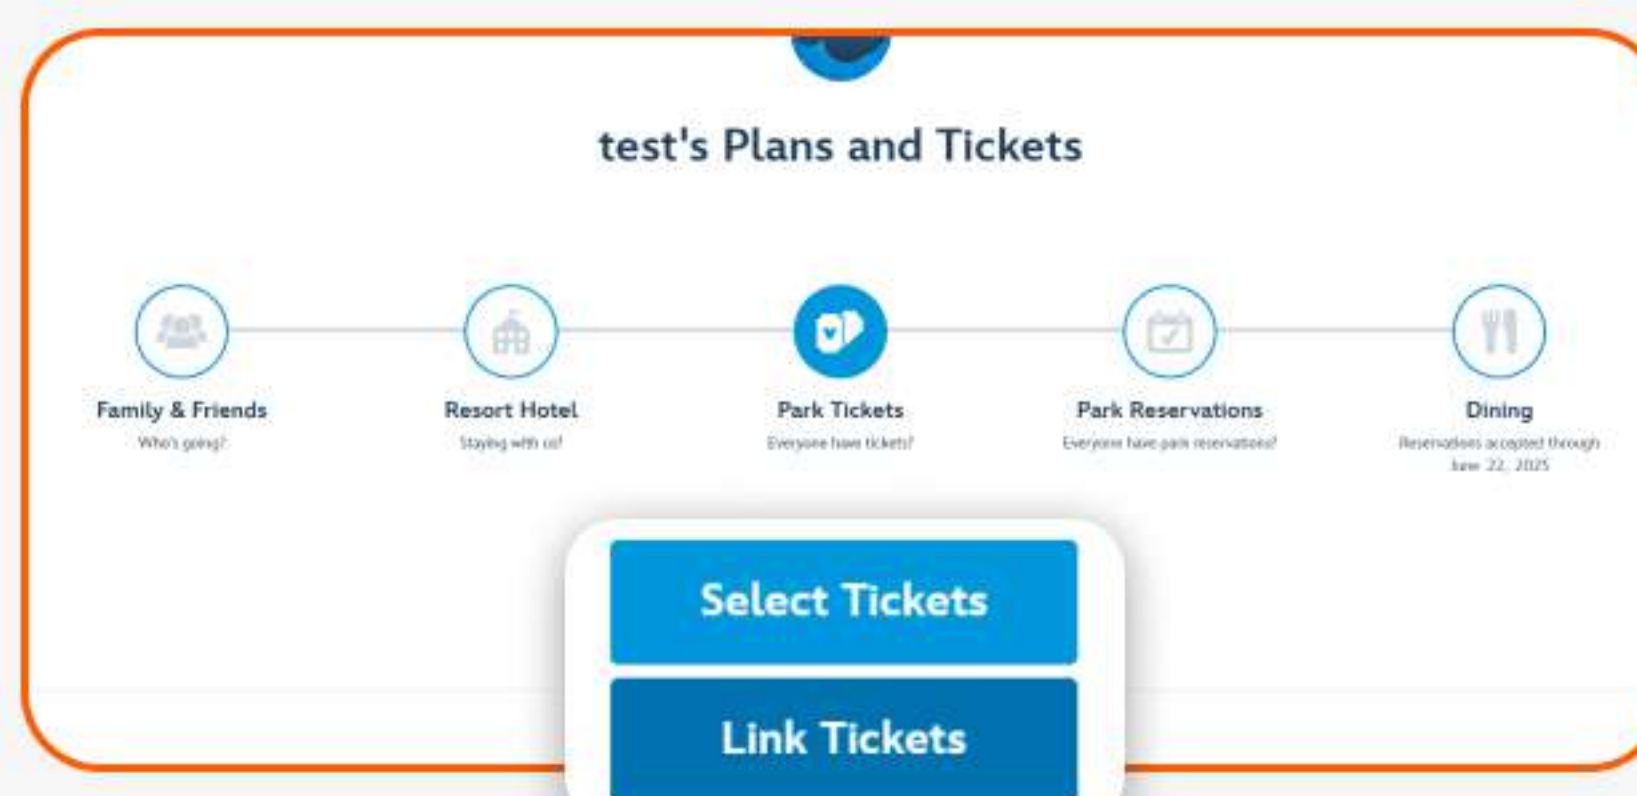 test's Plans and Tickets
Family & Friends
Who's going?
Resort Hotel
Staying with us?
Park Tickets
Everyone have tickets?
Park Reservations
Everyone have park reservations?
Dining
Reservations accepted through
June 22, 2025
Select Tickets
Link Tickets